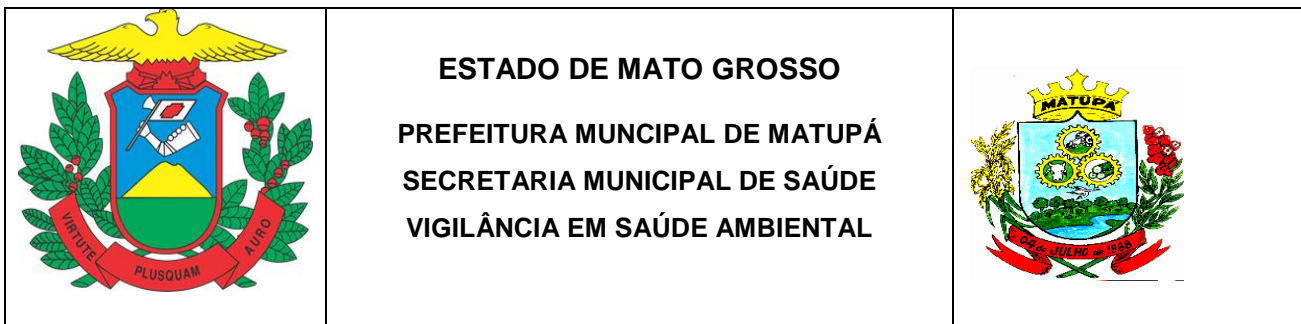 ESTADO DE MATO GROSSO
PREFEITURA MUNCIPAL DE MATUPÁ
SECRETARIA MUNICIPAL DE SAÚDE
VIGILÂNCIA EM SAÚDE AMBIENTAL
VIRTUTE PLUSQUAM AURO
MATUPÁ
04 de JULHO de 1988